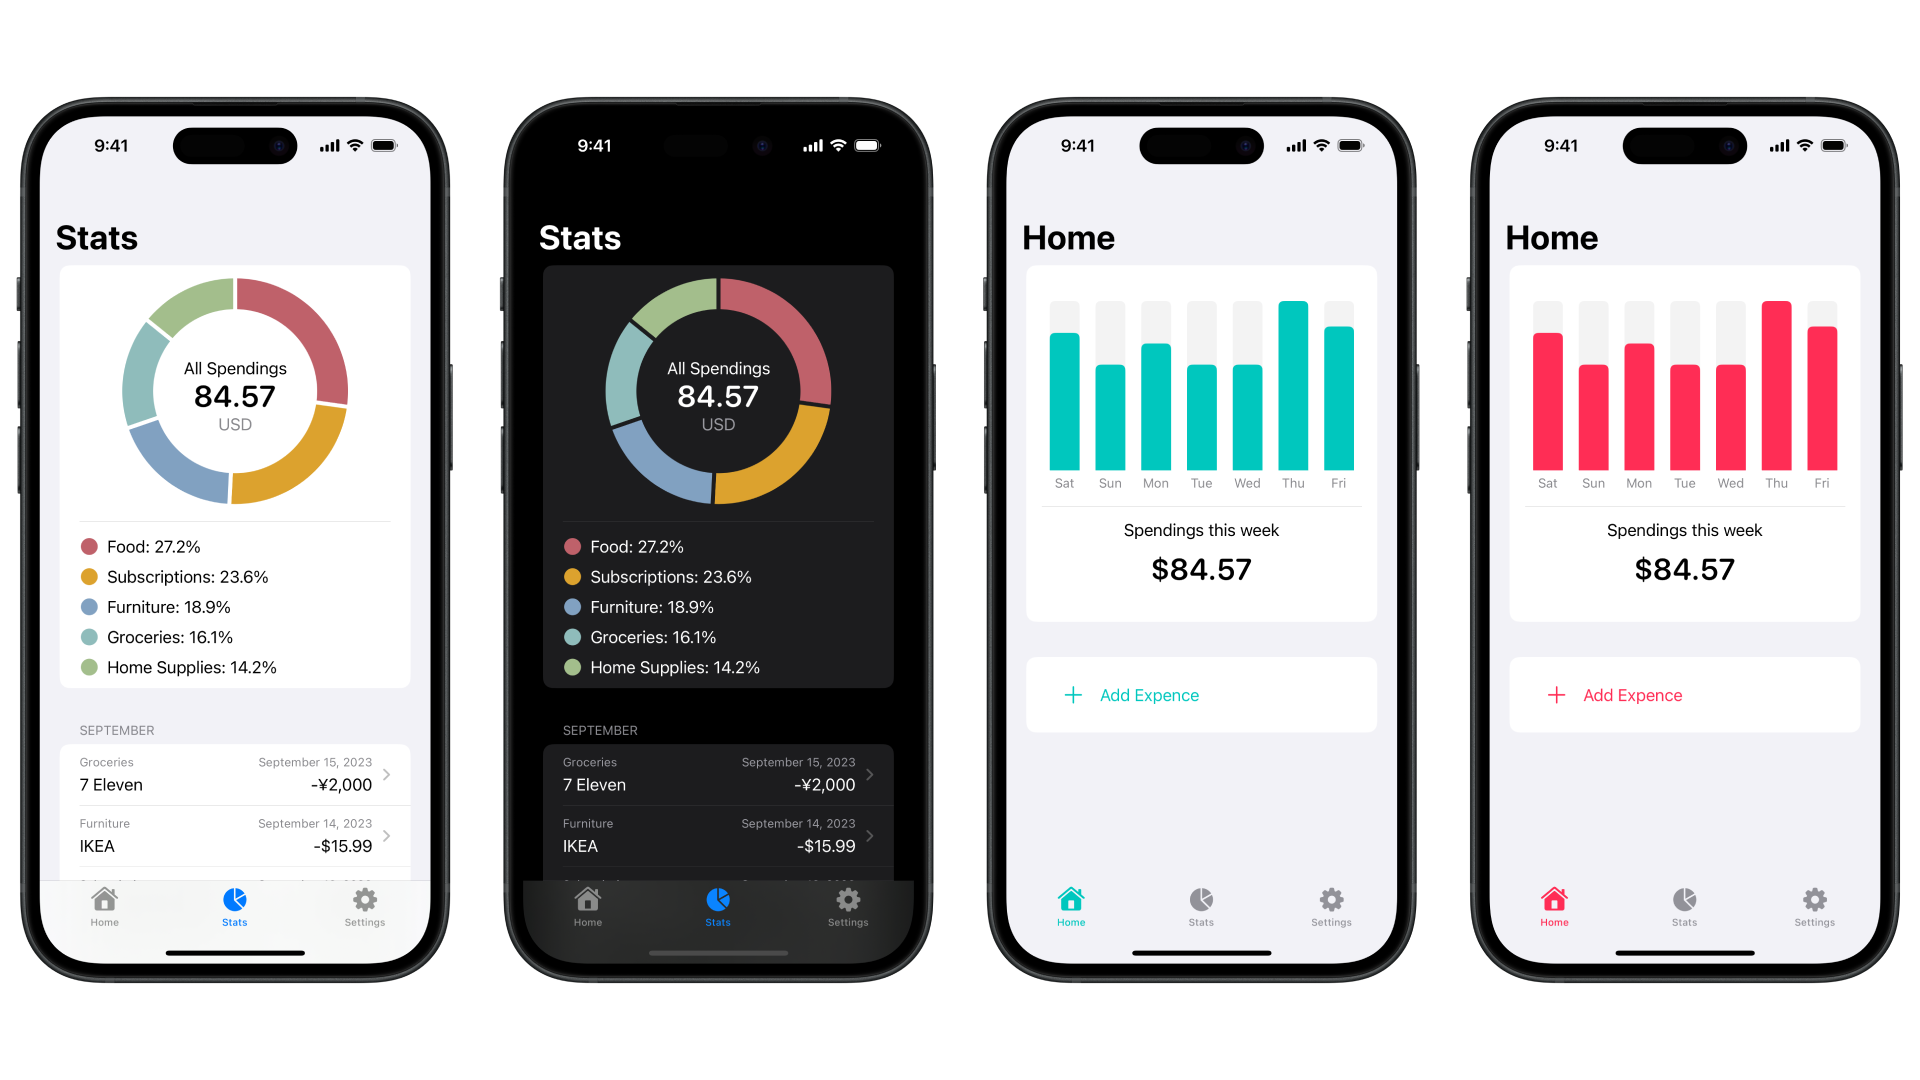 9:41
Stats
All Spendings
84.57
USD
Food: 27.2%
Subscriptions: 23.6%
Furniture: 18.9%
Groceries: 16.1%
Home Supplies: 14.2%
SEPTEMBER
Groceries September 15, 2023
7 Eleven -¥2,000
Furniture September 14, 2023
IKEA -$15.99
Home Stats Settings
9:41
Stats
All Spendings
84.57
USD
Food: 27.2%
Subscriptions: 23.6%
Furniture: 18.9%
Groceries: 16.1%
Home Supplies: 14.2%
SEPTEMBER
Groceries September 15, 2023
7 Eleven -¥2,000
Furniture September 14, 2023
IKEA -$15.99
Home Stats Settings
9:41
Home
Sat Sun Mon Tue Wed Thu Fri
Spendings this week
$84.57
+ Add Expence
Home Stats Settings
9:41
Home
Sat Sun Mon Tue Wed Thu Fri
Spendings this week
$84.57
+ Add Expence
Home Stats Settings